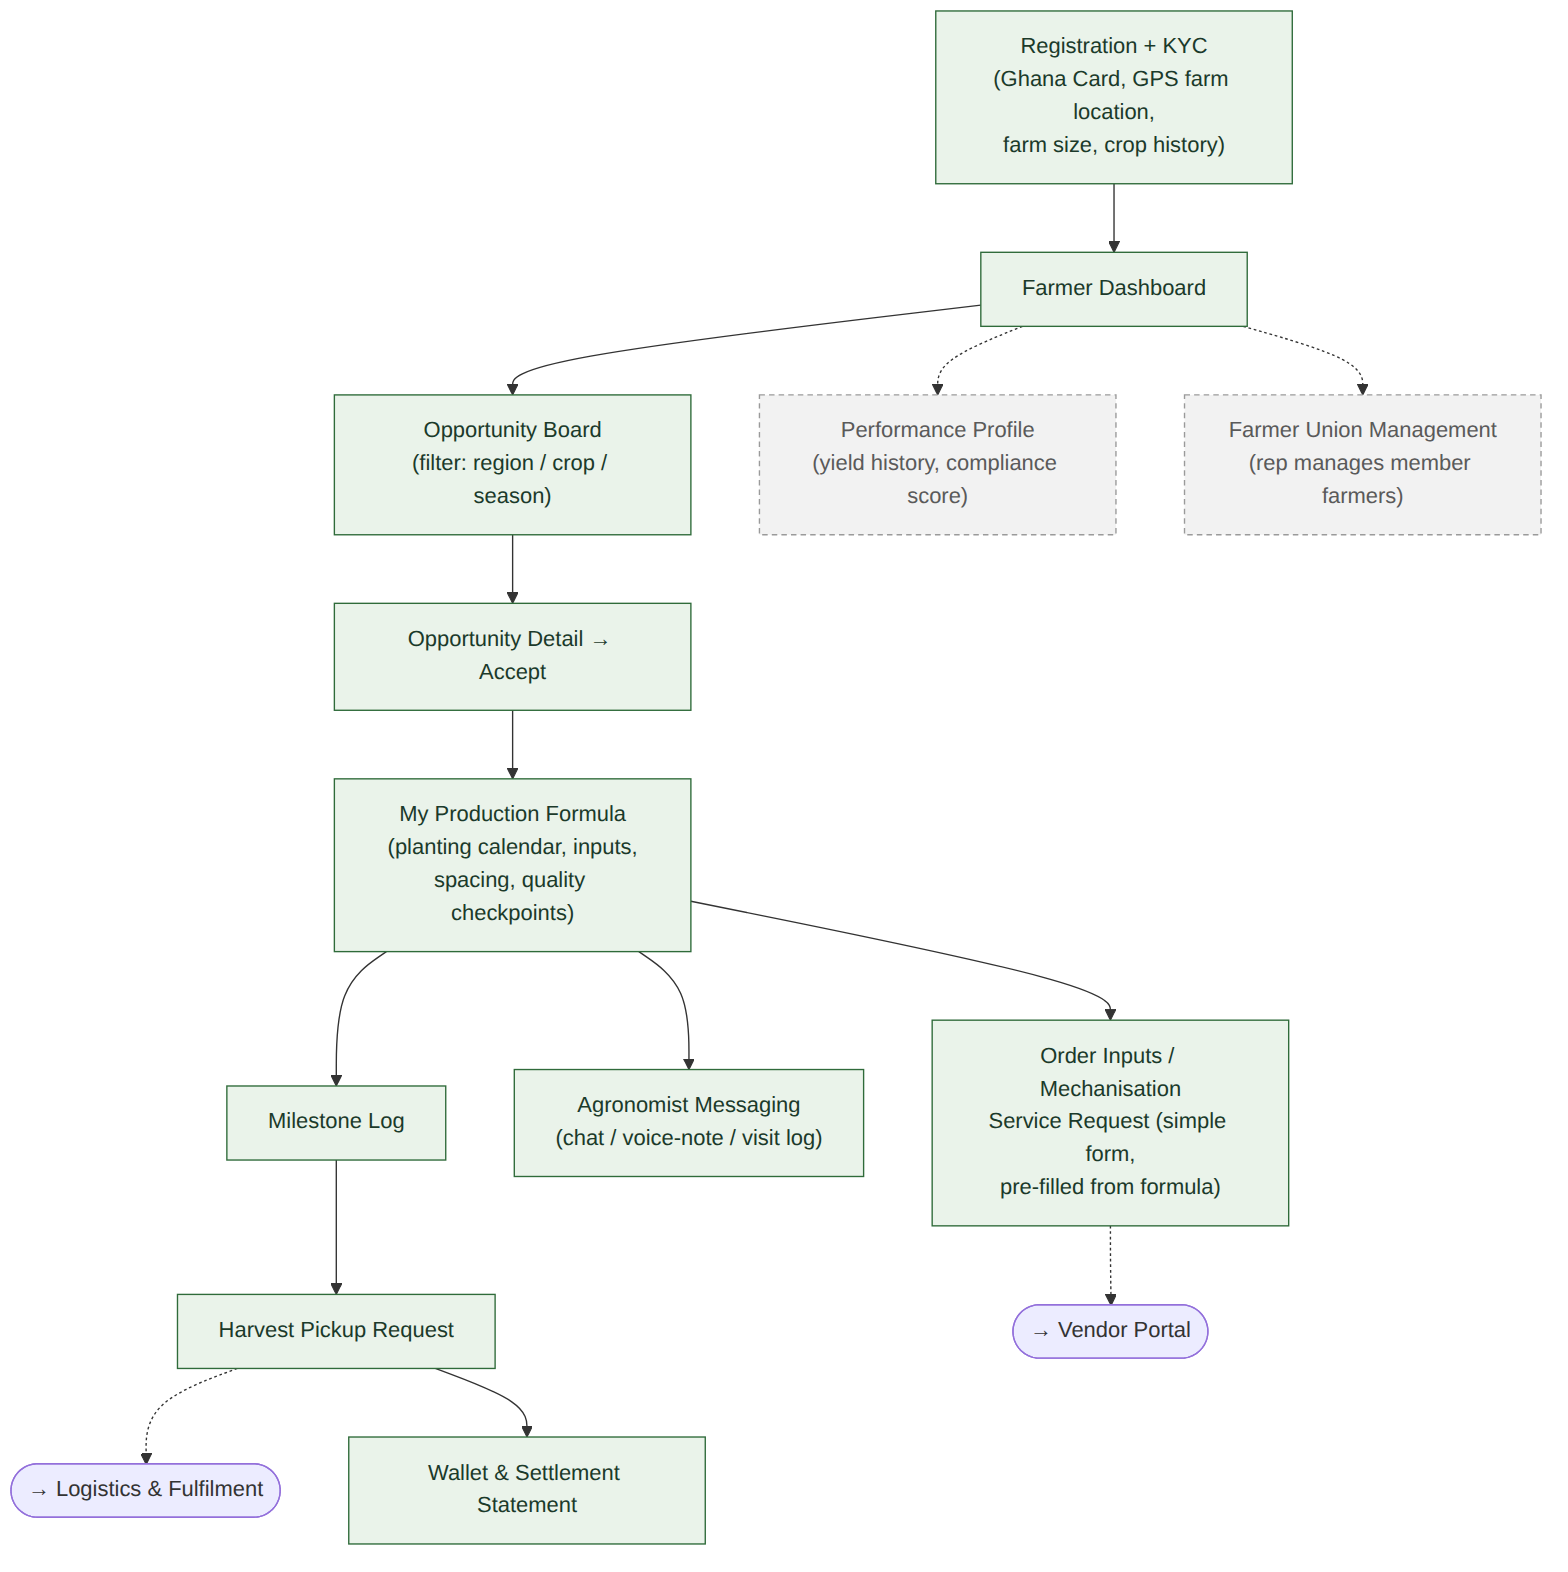 Registration + KYC
(Ghana Card, GPS farm
location,
farm size, crop history)
Farmer Dashboard
Opportunity Board
(filter: region / crop /
season)
Performance Profile
(yield history, compliance
score)
Farmer Union Management
(rep manages member
farmers)
Opportunity Detail →
Accept
My Production Formula
(planting calendar, inputs,
spacing, quality
checkpoints)
Milestone Log
Agronomist Messaging
(chat / voice-note / visit log)
Order Inputs /
Mechanisation
Service Request (simple
form,
pre-filled from formula)
Harvest Pickup Request
→ Vendor Portal
→ Logistics & Fulfilment
Wallet & Settlement
Statement